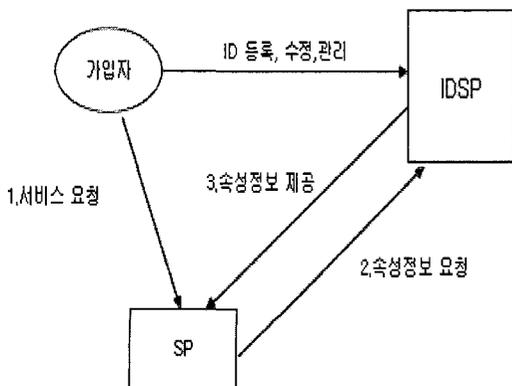 가입자
ID 등록, 수정,관리
IDSP
1,서비스 요청
3,속성정보 제공
2,속성정보 요청
SP